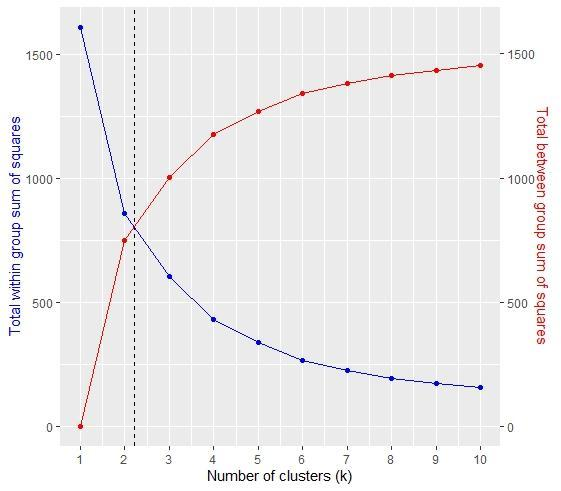 Total within group sum of squares
1500
1000
500
0
1 2 3 4 5 6 7 8 9 10
Number of clusters (k)
1500
1000
500
0
Total between group sum of squares